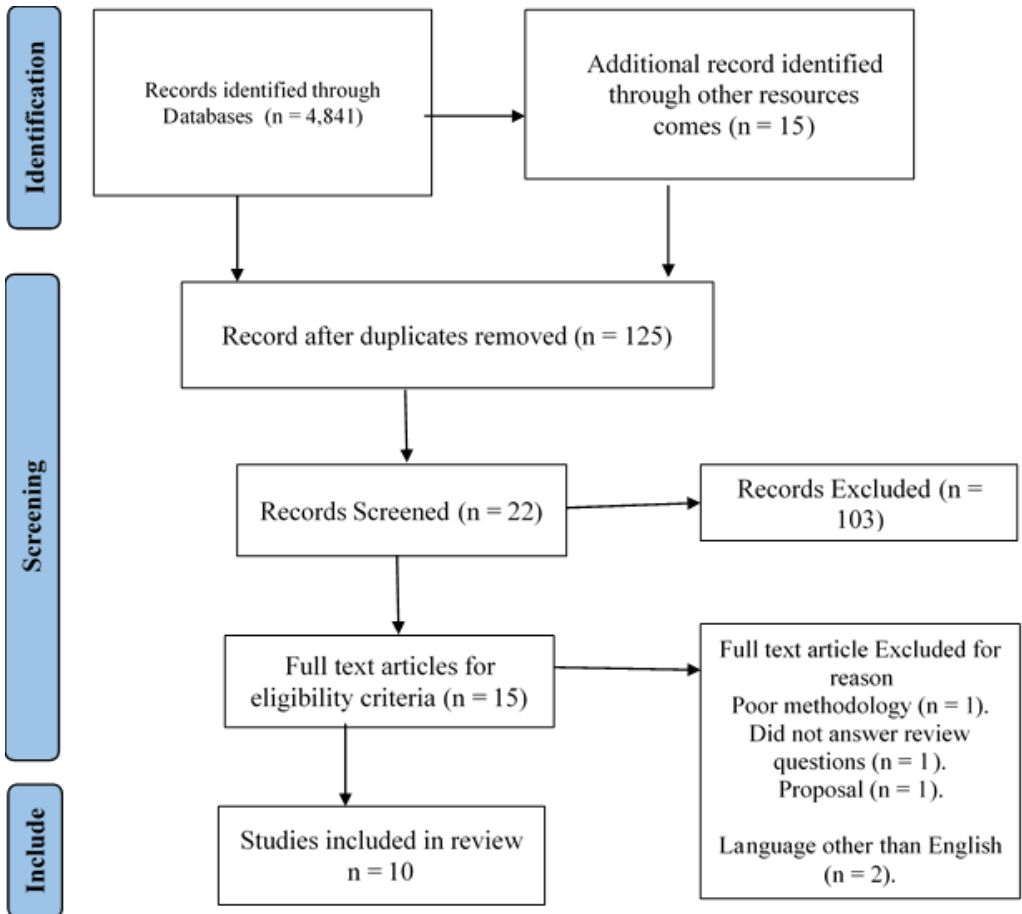 Identification
Records identified through
Databases (n = 4,841)
Additional record identified
through other resources
comes (n = 15)
Screening
Record after duplicates removed (n = 125)
Records Screened (n = 22)
Records Excluded (n =
103)
Full text articles for
eligibility criteria (n = 15)
Full text article Excluded for
reason
Poor methodology (n = 1).
Did not answer review
questions (n = 1).
Proposal (n = 1).
Language other than English
(n = 2).
Include
Studies included in review
n = 10